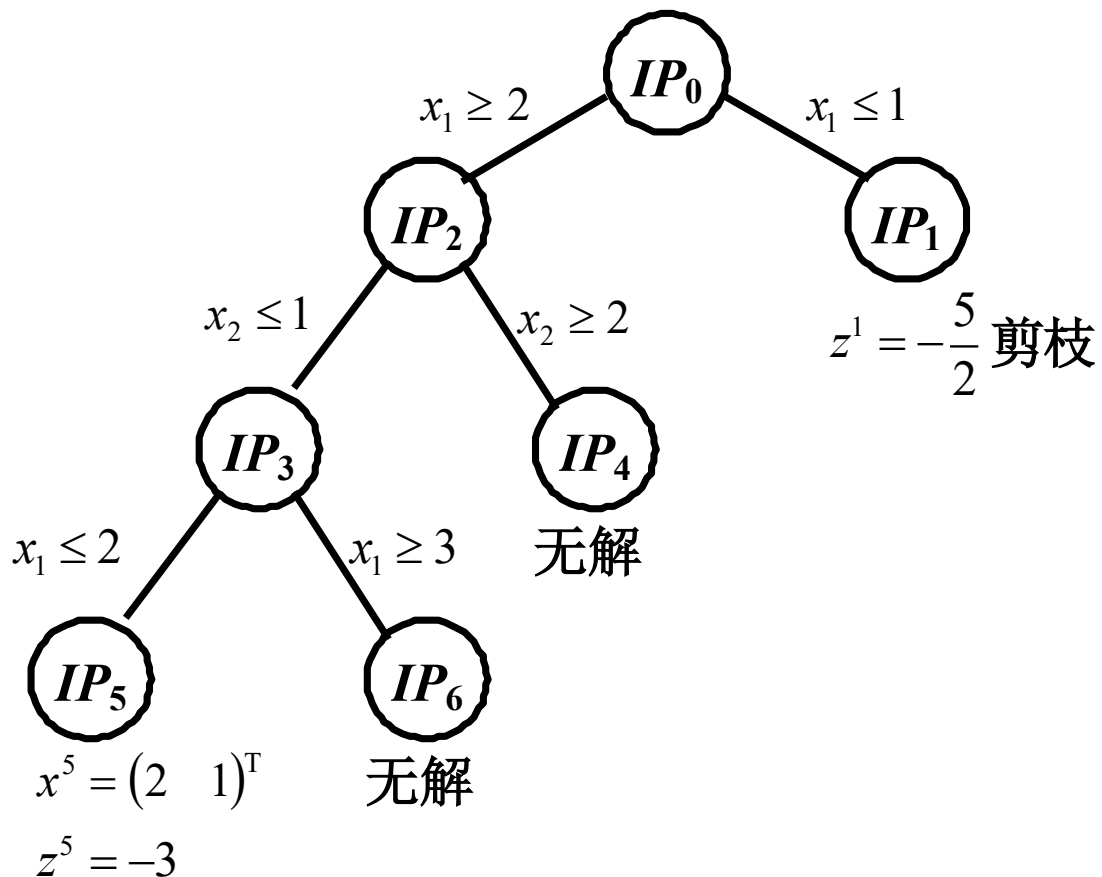 IP₀
x₁ ≥ 2
x₁ ≤ 1
IP₂
IP₁
x₂ ≤ 1
x₂ ≥ 2
z¹ = −5/2 剪枝
IP₃
IP₄
x₁ ≤ 2
x₁ ≥ 3
无解
IP₅
IP₆
x⁵ = (2 1)ᵀ
无解
z⁵ = −3